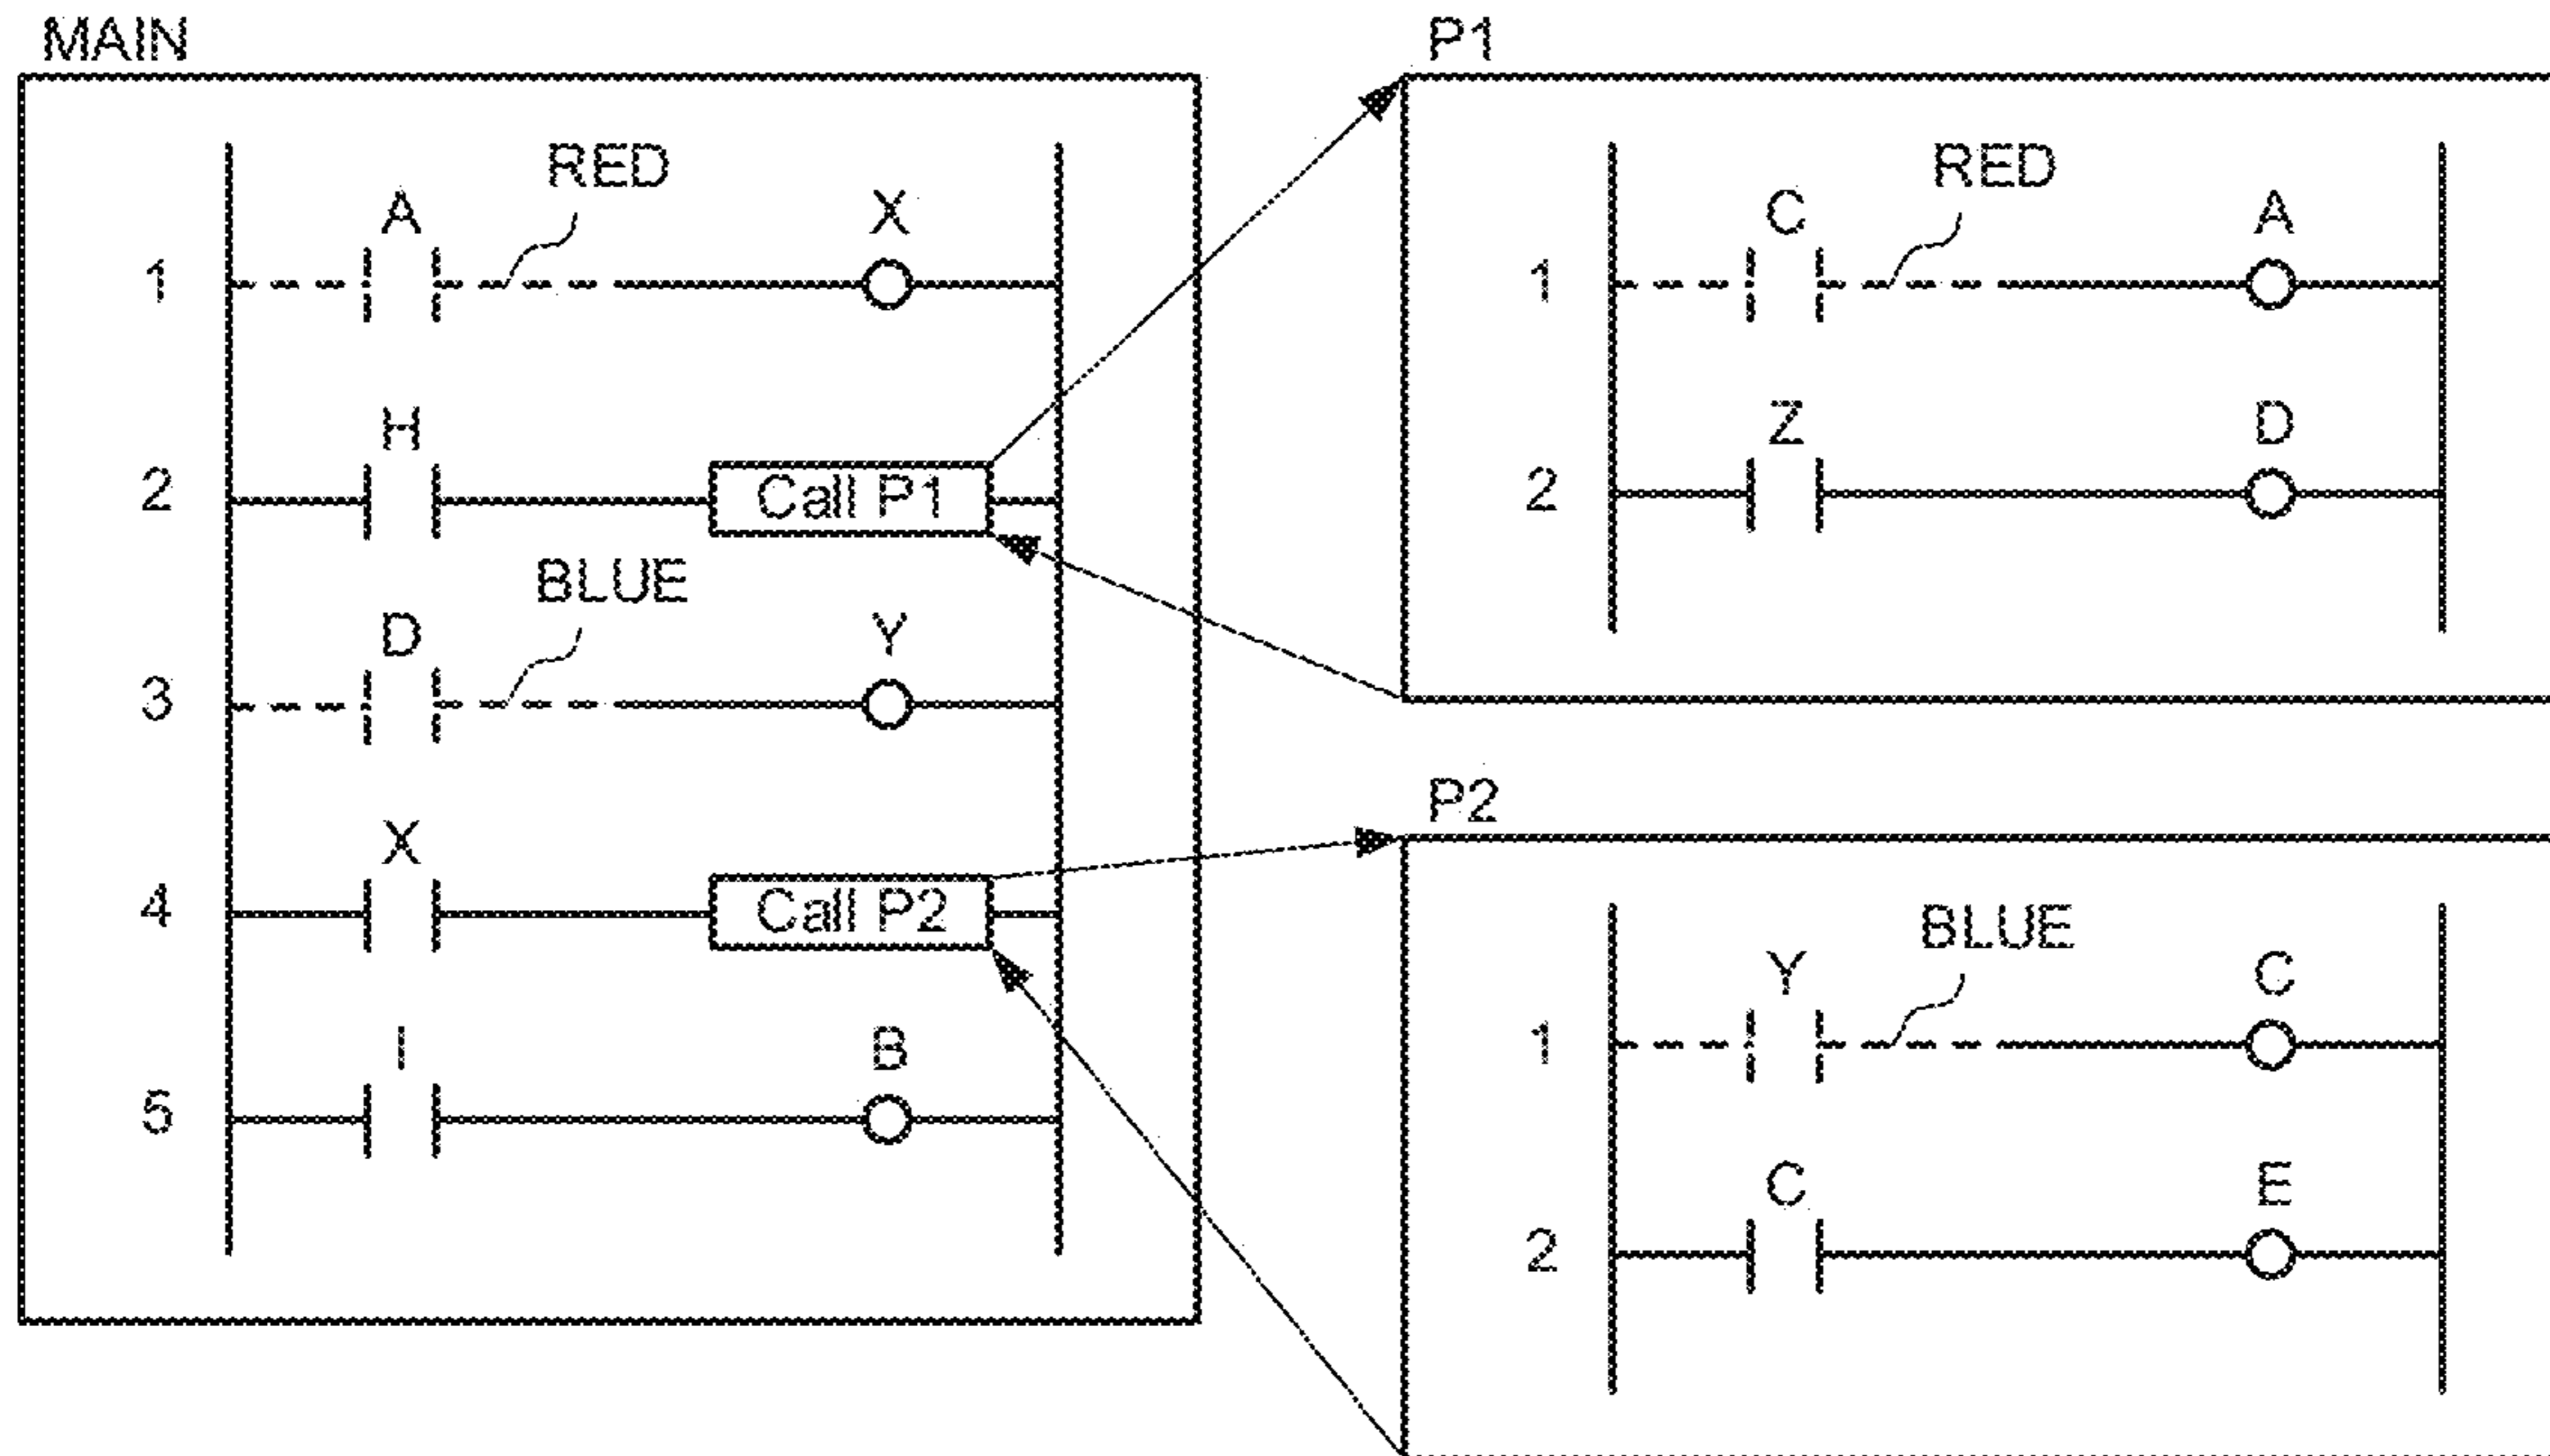 MAIN
RED
A X
1
H
2 Call P1
BLUE
D Y
3
X
4 Call P2
I B
5
P1
RED
C A
1
Z D
2
P2
BLUE
Y C
1
C E
2